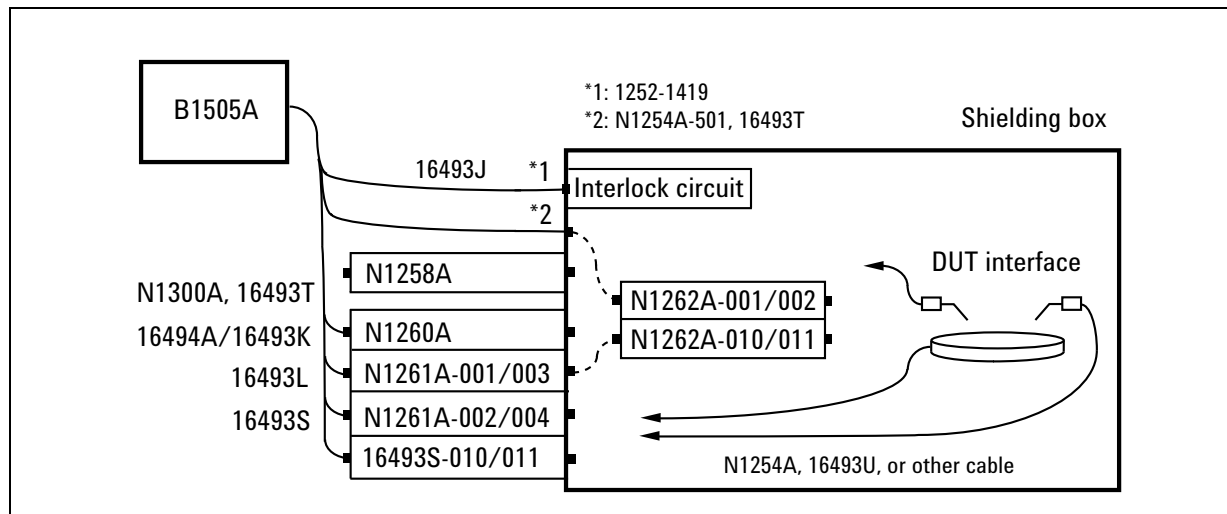 B1505A
*1: 1252-1419
*2: N1254A-501, 16493T
Shielding box
16493J
*1
Interlock circuit
*2
N1258A
DUT interface
N1300A, 16493T
N1262A-001/002
16494A/16493K
N1260A
N1262A-010/011
16493L
N1261A-001/003
16493S
N1261A-002/004
16493S-010/011
N1254A, 16493U, or other cable